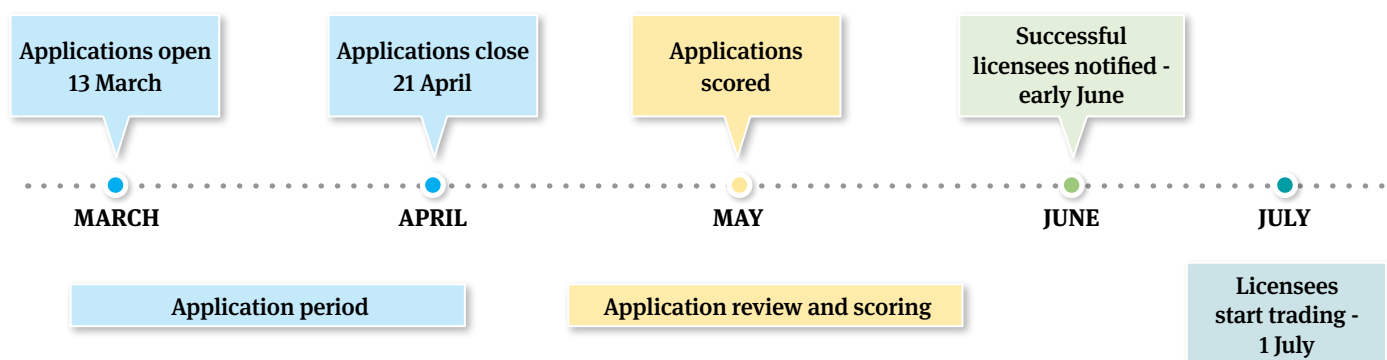 Applications open
13 March
Applications close
21 April
Applications
scored
Successful
licensees notified -
early June
MARCH
APRIL
MAY
JUNE
JULY
Application period
Application review and scoring
Licensees
start trading -
1 July